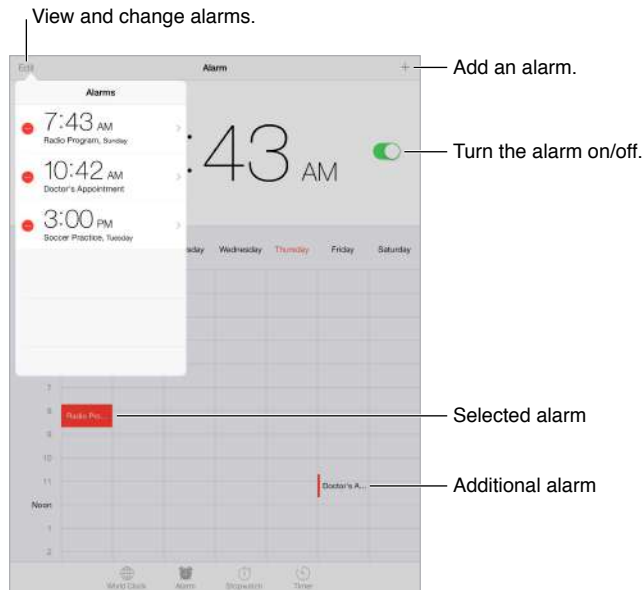 View and change alarms.
Edit
Alarm
+
Add an alarm.
Alarms
7:43 AM
Radio Program, Sunday
10:42 AM
Doctor's Appointment
3:00 PM
Soccer Practice, Tuesday
:43 AM
Turn the alarm on/off.
sday Wednesday Thursday Friday Saturday
7
8
Radio Pro...
Selected alarm
9
10
11
Doctor's A...
Additional alarm
Noon
1
2
World Clock Alarm Stopwatch Timer